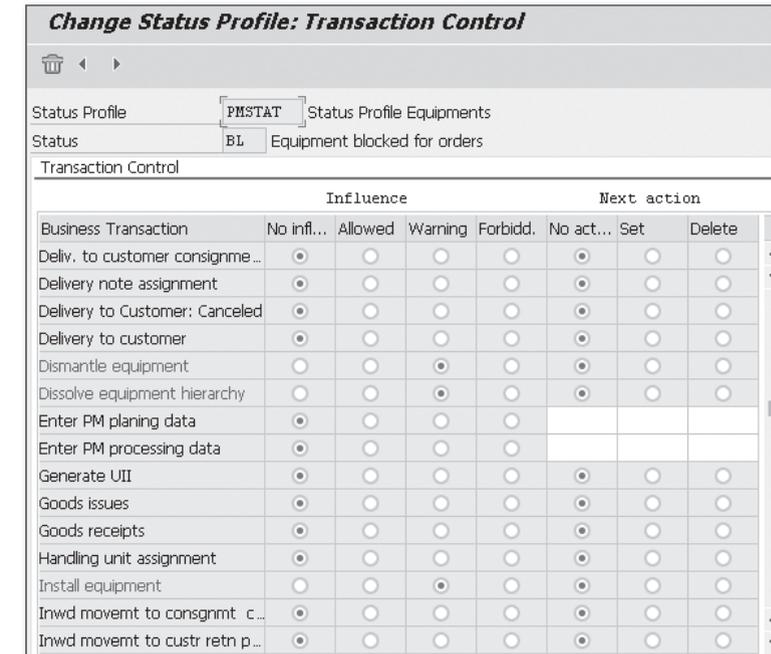 Change Status Profile: Transaction Control
Status Profile PMSTAT Status Profile Equipments
Status BL Equipment blocked for orders
Transaction Control
Influence Next action
Business Transaction No infl... Allowed Warning Forbidd. No act... Set Delete
Deliv. to customer consignme...
Delivery note assignment
Delivery to Customer: Canceled
Delivery to customer
Dismantle equipment
Dissolve equipment hierarchy
Enter PM planing data
Enter PM processing data
Generate UII
Goods issues
Goods receipts
Handling unit assignment
Install equipment
Inwd movemt to consgnmt c...
Inwd movemt to custr retn p...